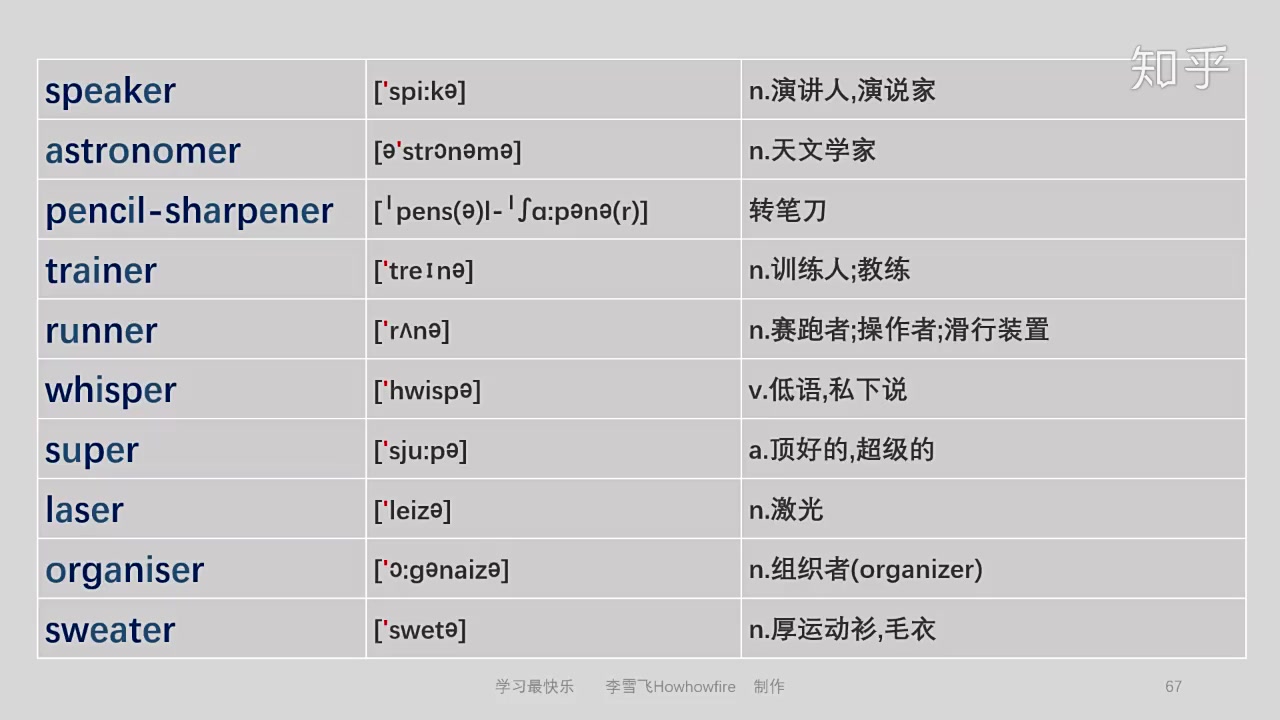 知乎
speaker ['spi:kə] n.演讲人,演说家
astronomer [ə'strɔnəmə] n.天文学家
pencil-sharpener [ˈpens(ə)l-ˈʃɑ:pənə(r)] 转笔刀
trainer ['treɪnə] n.训练人;教练
runner ['rʌnə] n.赛跑者;操作者;滑行装置
whisper ['hwispə] v.低语,私下说
super ['sju:pə] a.顶好的,超级的
laser ['leizə] n.激光
organiser ['ɔ:gənaizə] n.组织者(organizer)
sweater ['swetə] n.厚运动衫,毛衣
学习最快乐 李雪飞Howhowfire 制作 67